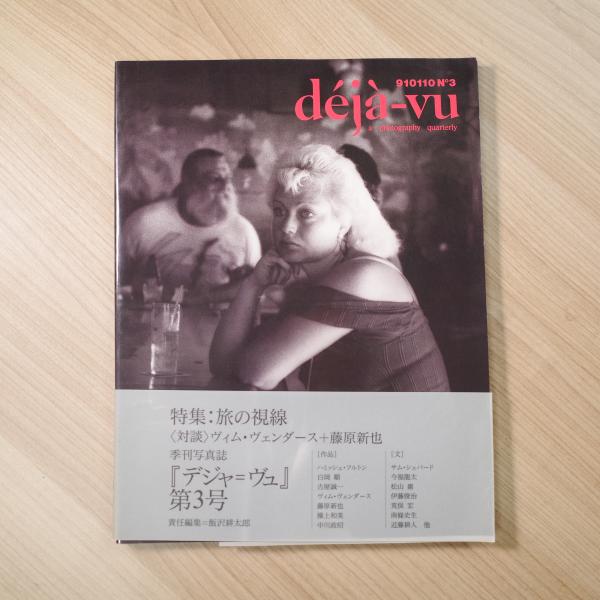 910110 Nº3
déjà-vu
a photography quarterly
特集:旅の視線
〈対談〉ヴィム・ヴェンダース+藤原新也
季刊写真誌
『デジャ=ヴュ』
第3号
責任編集=飯沢耕太郎
[作品]
ハミッシュ・フルトン
白岡 順
古屋誠一
ヴィム・ヴェンダース
藤原新也
畑上和美
中川政昭
[文]
サム・シェパード
今福龍太
松山 巖
伊藤俊治
荒俣 宏
南條史生
近藤耕人 他